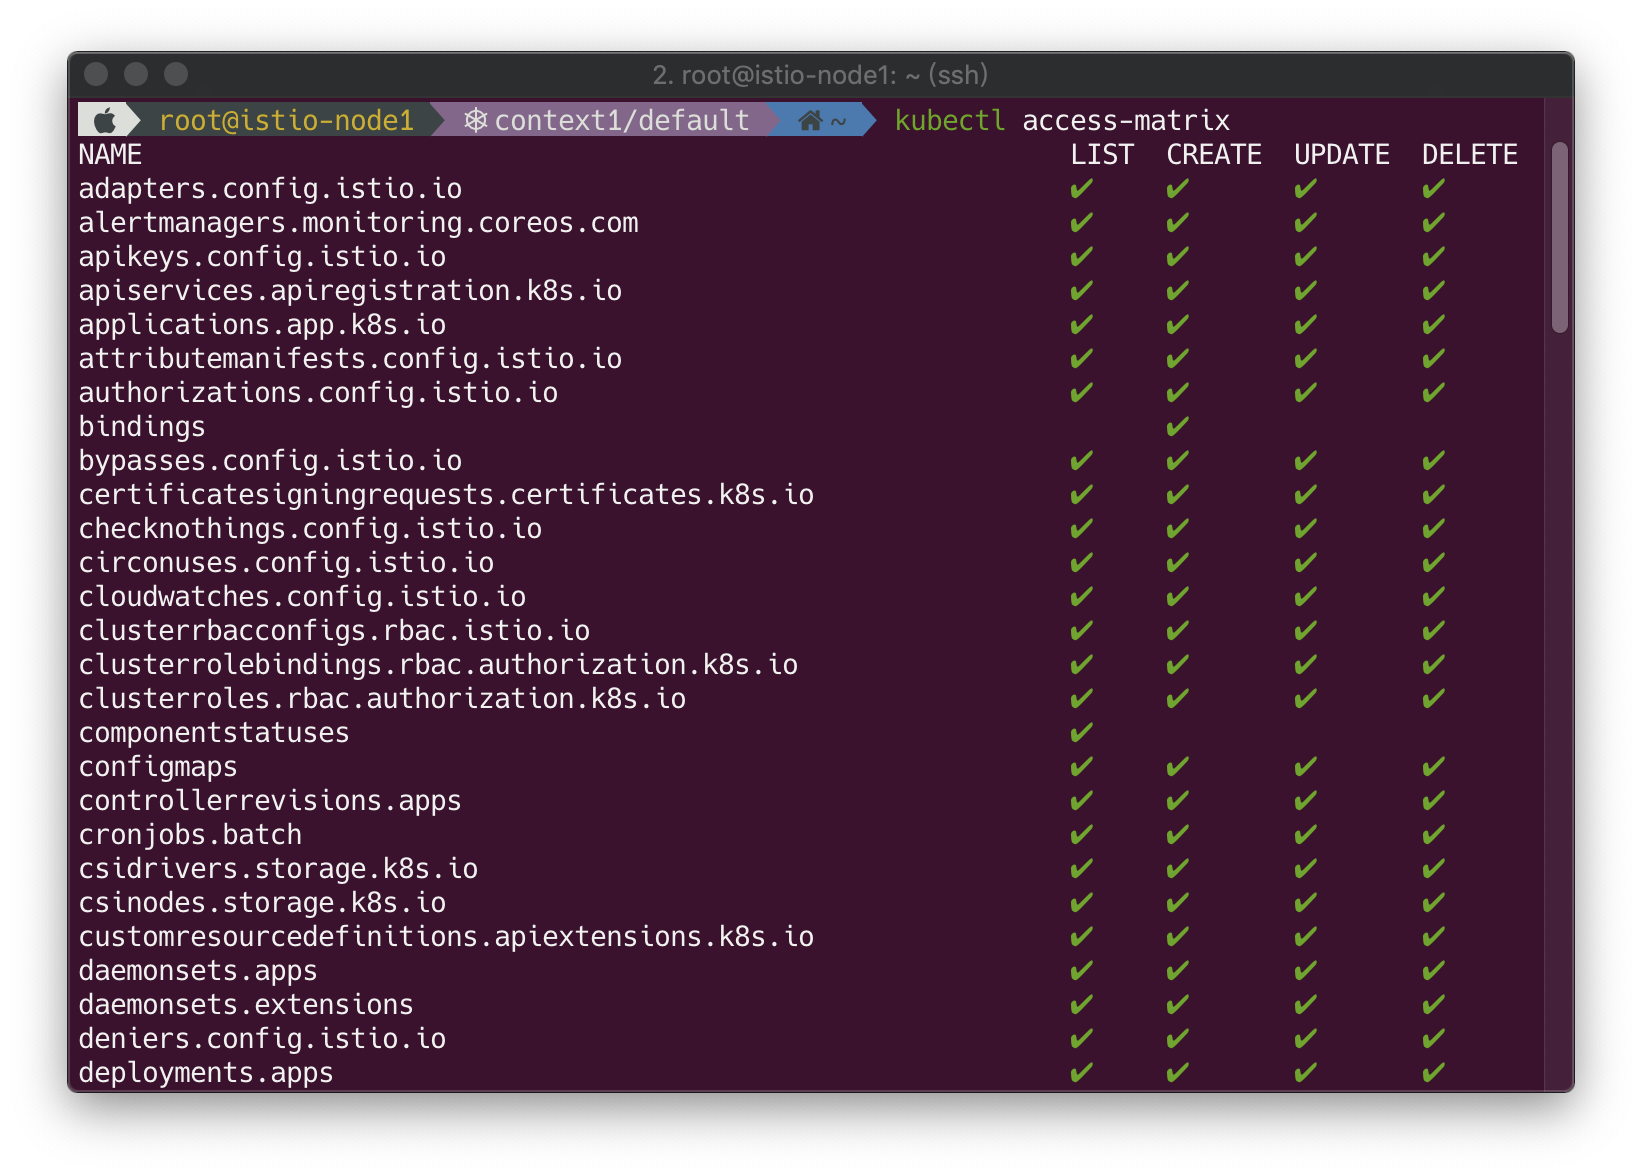 2. root@istio-node1: ~ (ssh)
root@istio-node1 context1/default ~ kubectl access-matrix
NAME LIST CREATE UPDATE DELETE
adapters.config.istio.io ✔ ✔ ✔ ✔
alertmanagers.monitoring.coreos.com ✔ ✔ ✔ ✔
apikeys.config.istio.io ✔ ✔ ✔ ✔
apiservices.apiregistration.k8s.io ✔ ✔ ✔ ✔
applications.app.k8s.io ✔ ✔ ✔ ✔
attributemanifests.config.istio.io ✔ ✔ ✔ ✔
authorizations.config.istio.io ✔ ✔ ✔ ✔
bindings ✔
bypasses.config.istio.io ✔ ✔ ✔ ✔
certificatesigningrequests.certificates.k8s.io ✔ ✔ ✔ ✔
checknothings.config.istio.io ✔ ✔ ✔ ✔
circonuses.config.istio.io ✔ ✔ ✔ ✔
cloudwatches.config.istio.io ✔ ✔ ✔ ✔
clusterrbacconfigs.rbac.istio.io ✔ ✔ ✔ ✔
clusterrolebindings.rbac.authorization.k8s.io ✔ ✔ ✔ ✔
clusterroles.rbac.authorization.k8s.io ✔ ✔ ✔ ✔
componentstatuses ✔
configmaps ✔ ✔ ✔ ✔
controllerrevisions.apps ✔ ✔ ✔ ✔
cronjobs.batch ✔ ✔ ✔ ✔
csidrivers.storage.k8s.io ✔ ✔ ✔ ✔
csinodes.storage.k8s.io ✔ ✔ ✔ ✔
customresourcedefinitions.apiextensions.k8s.io ✔ ✔ ✔ ✔
daemonsets.apps ✔ ✔ ✔ ✔
daemonsets.extensions ✔ ✔ ✔ ✔
deniers.config.istio.io ✔ ✔ ✔ ✔
deployments.apps ✔ ✔ ✔ ✔